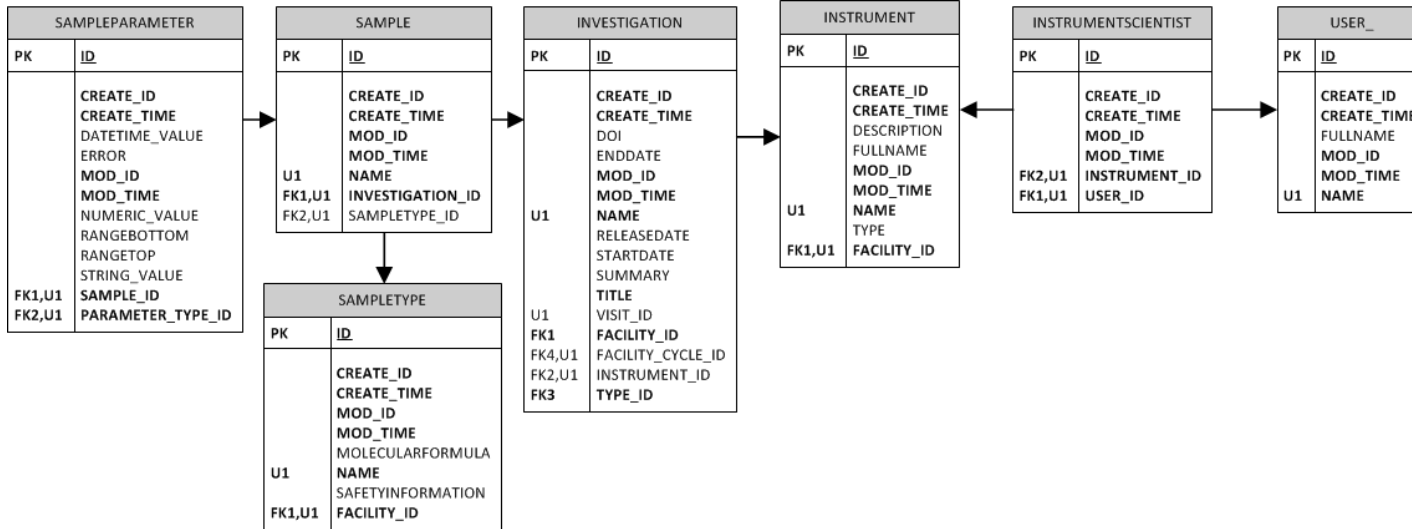 SAMPLEPARAMETER
PK ID
CREATE_ID
CREATE_TIME
DATETIME_VALUE
ERROR
MOD_ID
MOD_TIME
NUMERIC_VALUE
RANGEBOTTOM
RANGETOP
STRING_VALUE
FK1,U1 SAMPLE_ID
FK2,U1 PARAMETER_TYPE_ID
SAMPLE
PK ID
CREATE_ID
CREATE_TIME
MOD_ID
MOD_TIME
U1 NAME
FK1,U1 INVESTIGATION_ID
FK2,U1 SAMPLETYPE_ID
SAMPLETYPE
PK ID
CREATE_ID
CREATE_TIME
MOD_ID
MOD_TIME
MOLECULARFORMULA
U1 NAME
SAFETYINFORMATION
FK1,U1 FACILITY_ID
INVESTIGATION
PK ID
CREATE_ID
CREATE_TIME
DOI
ENDDATE
MOD_ID
MOD_TIME
U1 NAME
RELEASEDATE
STARTDATE
SUMMARY
TITLE
U1 VISIT_ID
FK1 FACILITY_ID
FK4,U1 FACILITY_CYCLE_ID
FK2,U1 INSTRUMENT_ID
FK3 TYPE_ID
INSTRUMENT
PK ID
CREATE_ID
CREATE_TIME
DESCRIPTION
FULLNAME
MOD_ID
MOD_TIME
U1 NAME
TYPE
FK1,U1 FACILITY_ID
INSTRUMENTSCIENTIST
PK ID
CREATE_ID
CREATE_TIME
MOD_ID
MOD_TIME
FK2,U1 INSTRUMENT_ID
FK1,U1 USER_ID
USER_
PK ID
CREATE_ID
CREATE_TIME
FULLNAME
MOD_ID
MOD_TIME
U1 NAME